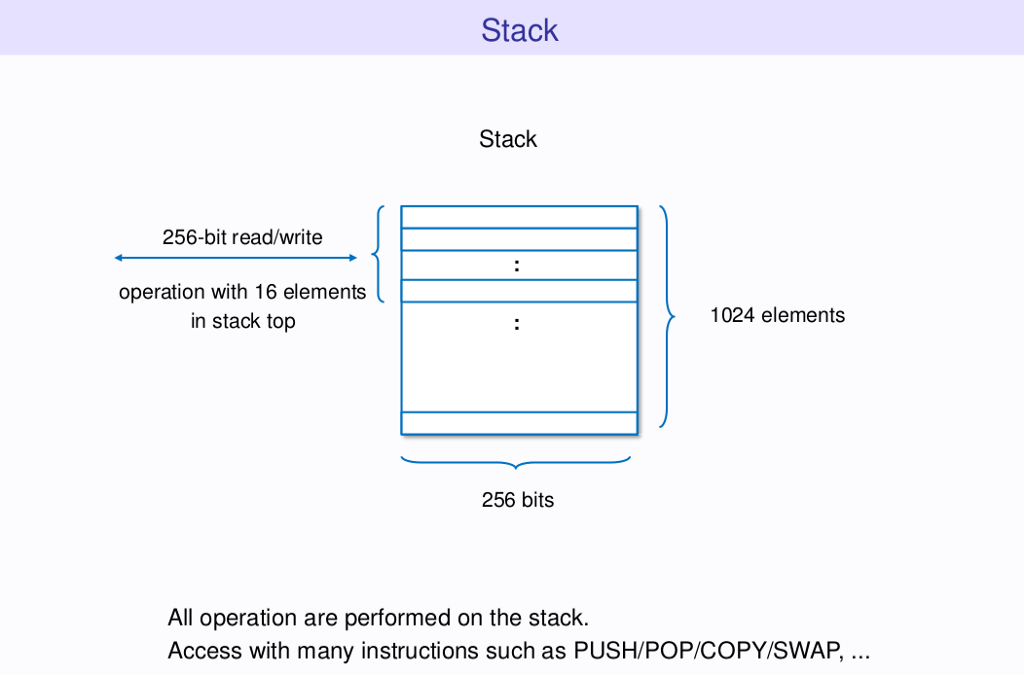 Stack
Stack
256-bit read/write
operation with 16 elements
in stack top
:
:
1024 elements
256 bits
All operation are performed on the stack.
Access with many instructions such as PUSH/POP/COPY/SWAP, ...